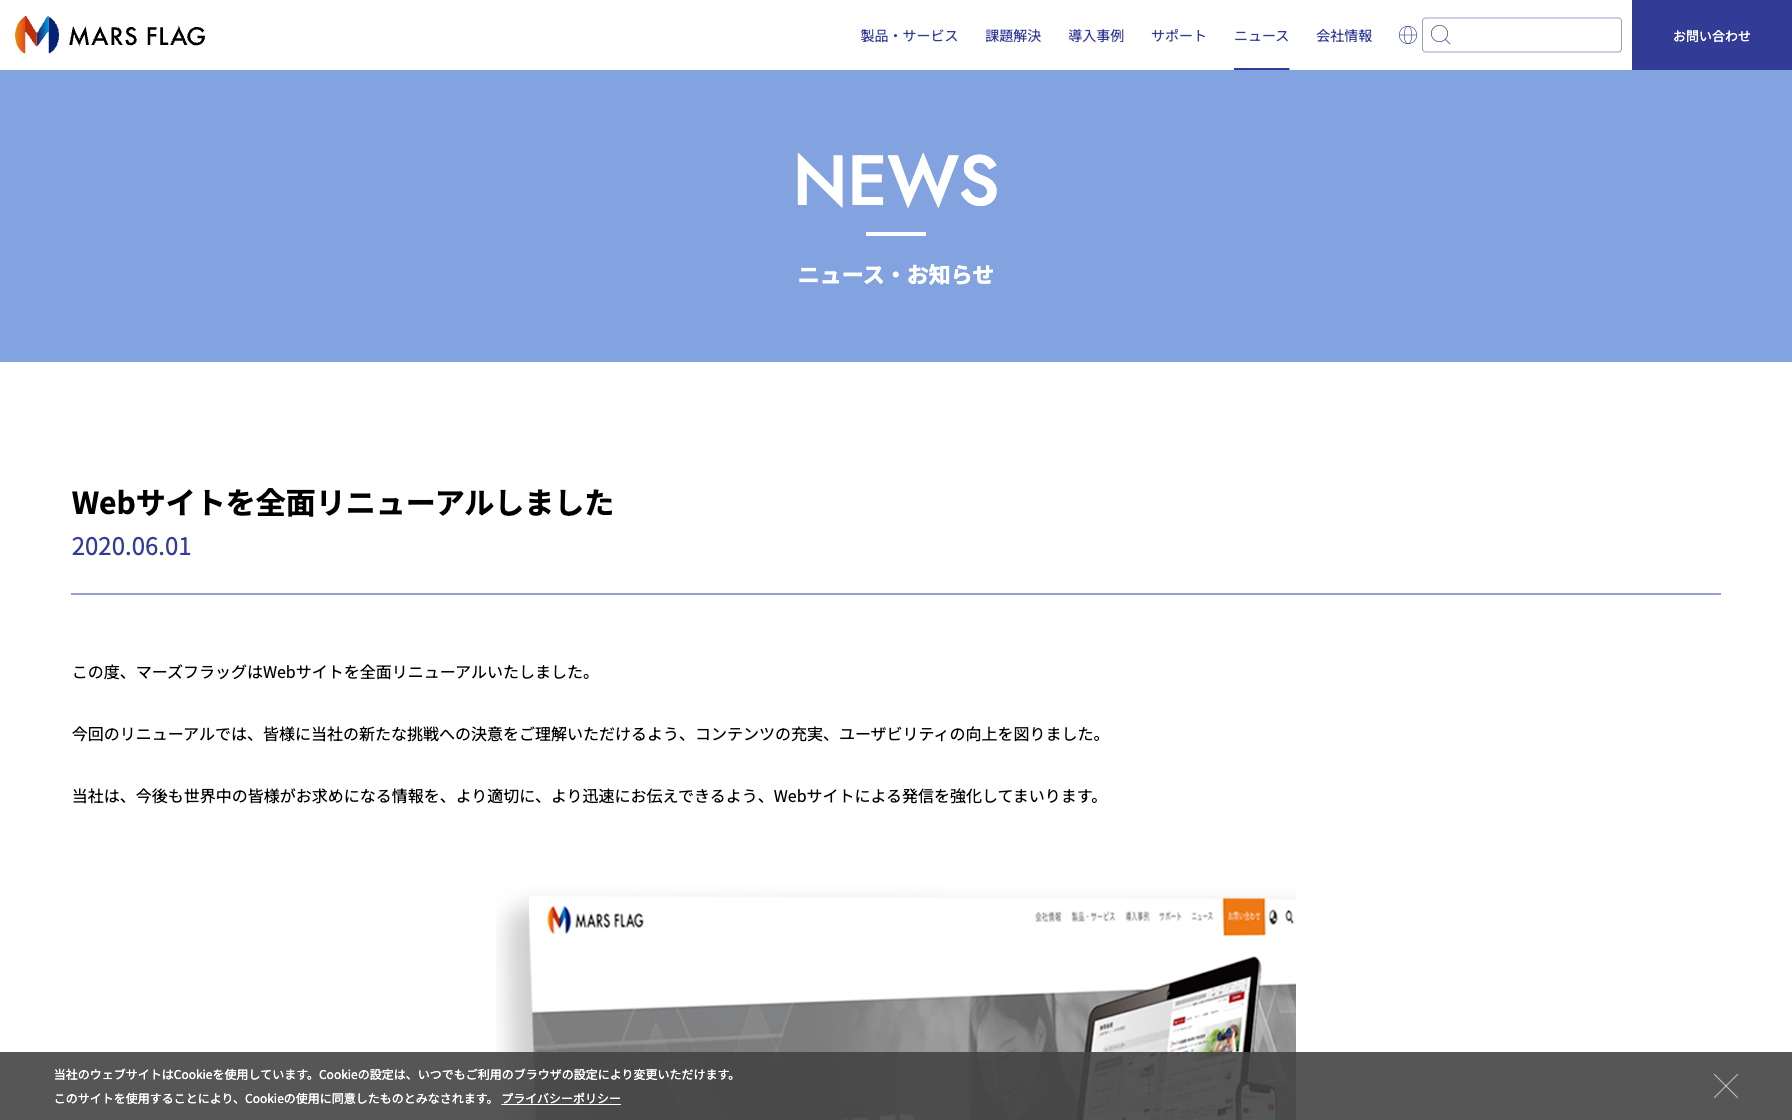 MARS FLAG
製品・サービス 課題解決 導入事例 サポート ニュース 会社情報 お問い合わせ
NEWS
ニュース・お知らせ
Webサイトを全面リニューアルしました
2020.06.01
この度、マーズフラッグはWebサイトを全面リニューアルいたしました。
今回のリニューアルでは、皆様に当社の新たな挑戦への決意をご理解いただけるよう、コンテンツの充実、ユーザビリティの向上を図りました。
当社は、今後も世界中の皆様がお求めになる情報を、より適切に、より迅速にお伝えできるよう、Webサイトによる発信を強化してまいります。
MARS FLAG
会社情報 製品・サービス 導入事例 サポート ニュース お問い合わせ
当社のウェブサイトはCookieを使用しています。Cookieの設定は、いつでもご利用のブラウザの設定により変更いただけます。
このサイトを使用することにより、Cookieの使用に同意したものとみなされます。 プライバシーポリシー